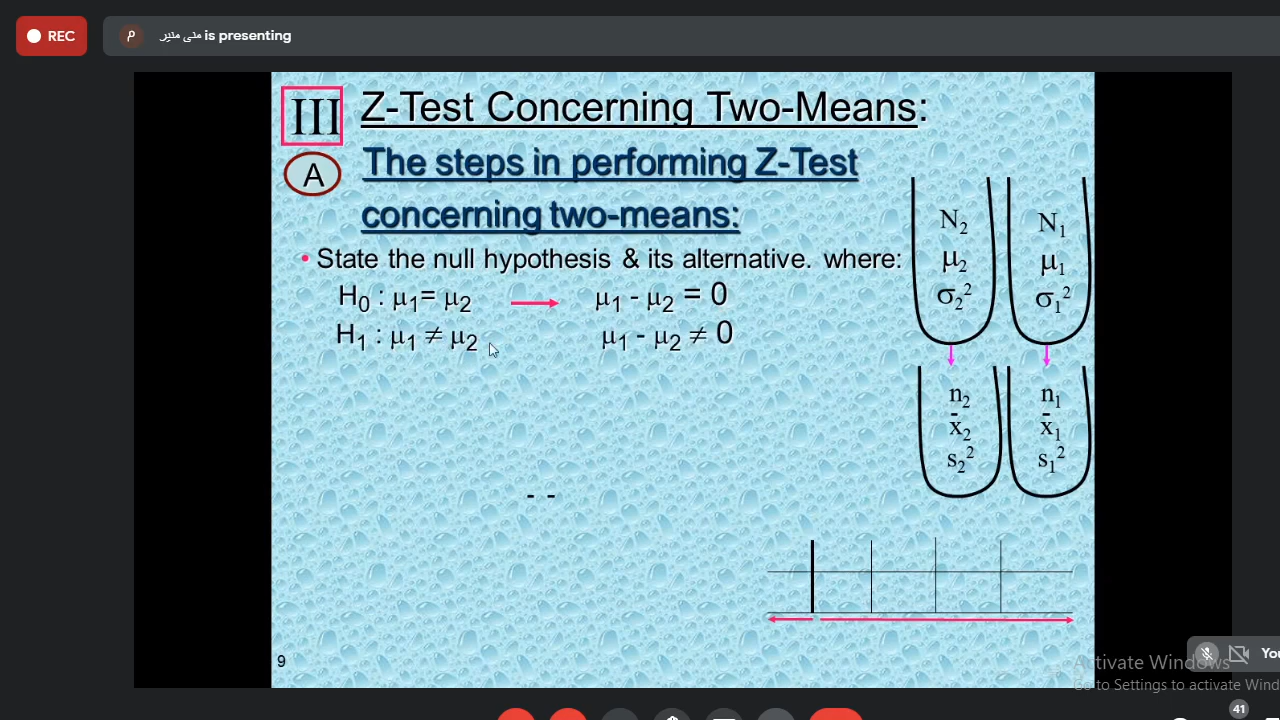 REC
منى منير is presenting
III Z-Test Concerning Two-Means:
A The steps in performing Z-Test
concerning two-means:
• State the null hypothesis & its alternative. where:
H₀ : μ₁= μ₂ → μ₁ - μ₂ = 0
H₁ : μ₁ ≠ μ₂ μ₁ - μ₂ ≠ 0
N₂ N₁
μ₂ μ₁
σ₂² σ₁²
n₂ n₁
x̄₂ x̄₁
s₂² s₁²
- -
9
You
Activate Windows
Go to Settings to activate Wind
41